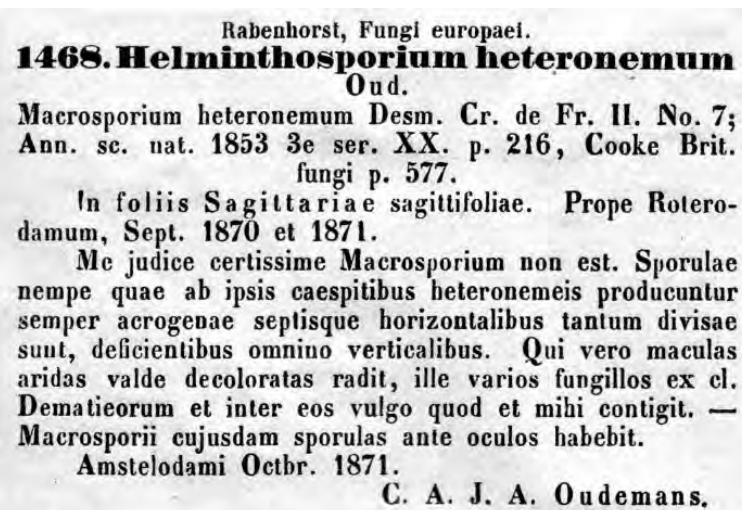 Rabenhorst, Fungi europaei.
1468. Helminthosporium heteronemum
Oud.
Macrosporium heteronemum Desm. Cr. de Fr. II. No. 7;
Ann. sc. nat. 1853 3e ser. XX. p. 216, Cooke Brit.
fungi p. 577.
In foliis Sagittariae sagittifoliae. Prope Rotero-
damum, Sept. 1870 et 1871.
Me judice certissime Macrosporium non est. Sporulae
nempe quae ab ipsis caespitibus heteronemeis producuntur
semper acrogenae septisque horizontalibus tantum divisae
sunt, deficientibus omnino verticalibus. Qui vero maculas
aridas valde decoloratas radit, ille varios fungillos ex cl.
Dematieorum et inter eos vulgo quod et mihi contigit. —
Macrosporii cujusdam sporulas ante oculos habebit.
Amstelodami Octbr. 1871.
C. A. J. A. Oudemans.